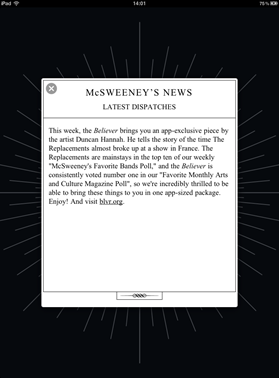 iPad 14:01 75%
McSWEENEY'S NEWS
LATEST DISPATCHES
This week, the Believer brings you an app-exclusive piece by
the artist Duncan Hannah. He tells the story of the time The
Replacements almost broke up at a show in France. The
Replacements are mainstays in the top ten of our weekly
"McSweeney's Favorite Bands Poll," and the Believer is
consistently voted number one in our "Favorite Monthly Arts
and Culture Magazine Poll", so we're incredibly thrilled to be
able to bring these things to you in one app-sized package.
Enjoy! And visit blvr.org.